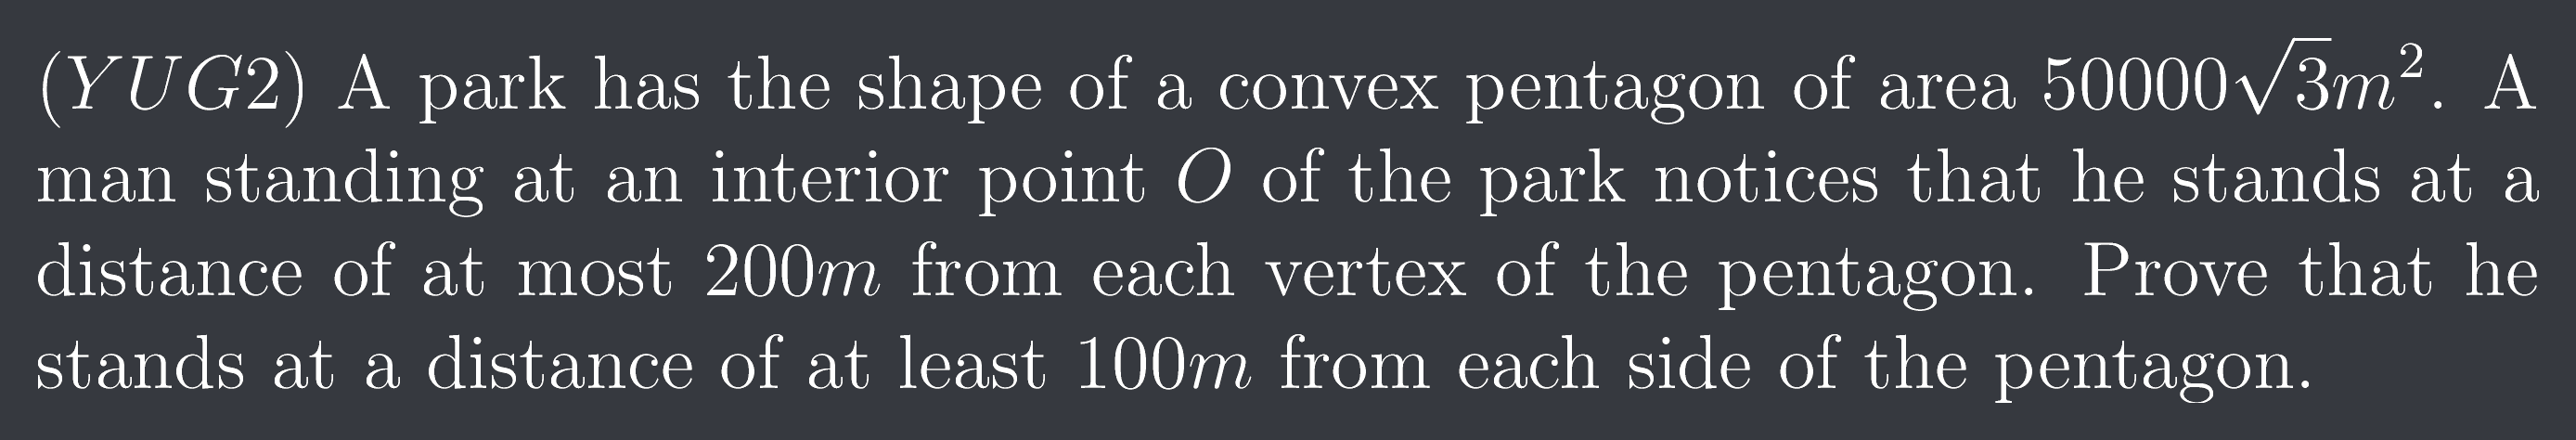 (YUG2) A park has the shape of a convex pentagon of area 50000√3m². A
man standing at an interior point O of the park notices that he stands at a
distance of at most 200m from each vertex of the pentagon. Prove that he
stands at a distance of at least 100m from each side of the pentagon.